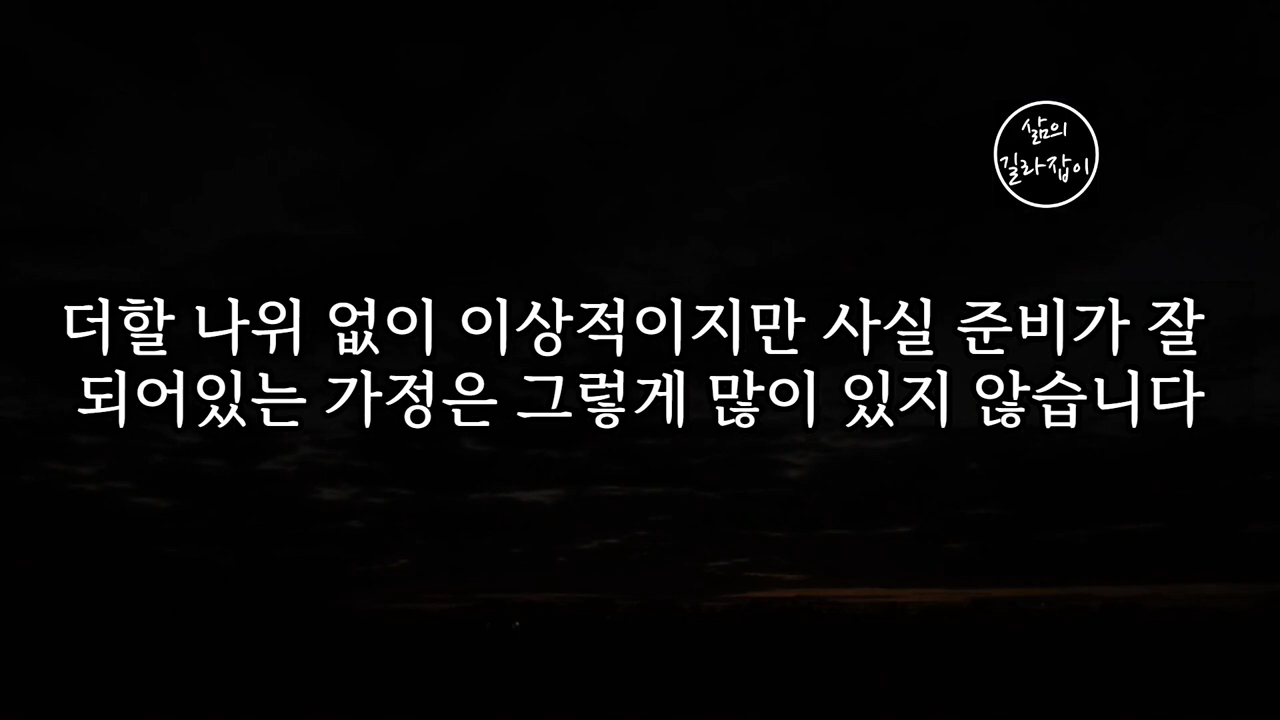 삶의
길라잡이
더할 나위 없이 이상적이지만 사실 준비가 잘
되어있는 가정은 그렇게 많이 있지 않습니다